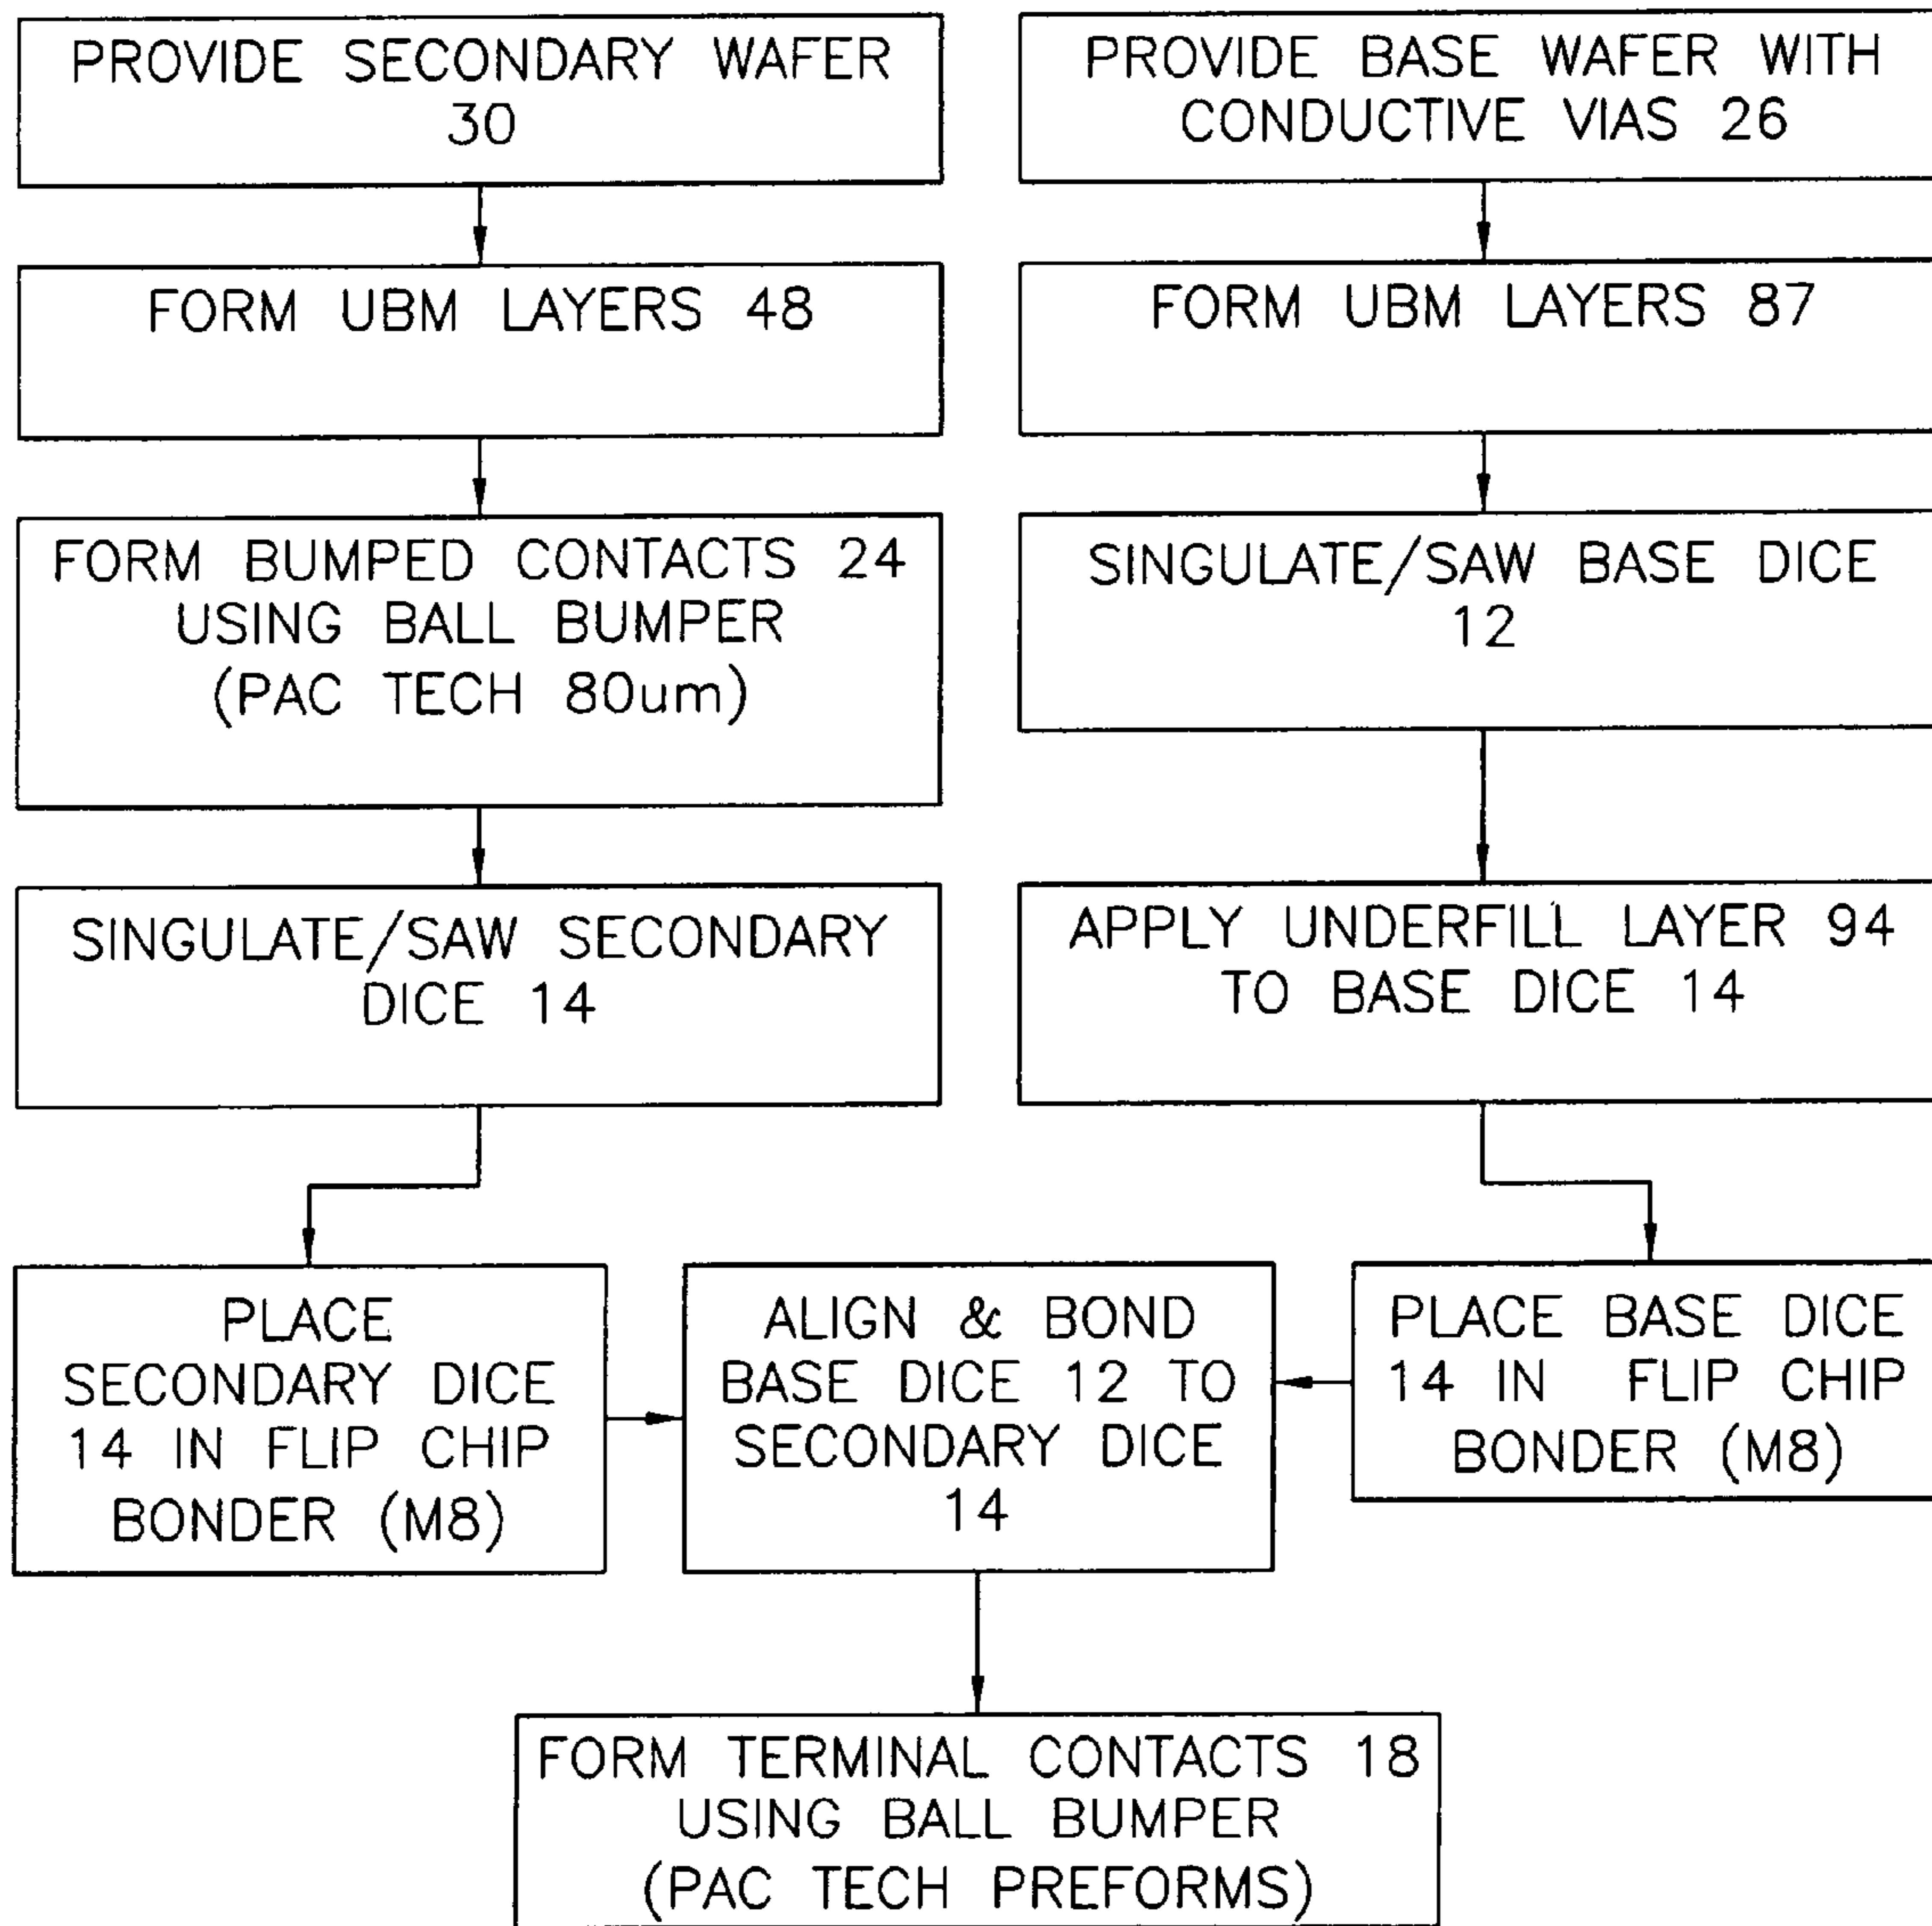 PROVIDE SECONDARY WAFER
30
FORM UBM LAYERS 48
FORM BUMPED CONTACTS 24
USING BALL BUMPER
(PAC TECH 80um)
SINGULATE/SAW SECONDARY
DICE 14
PLACE
SECONDARY DICE
14 IN FLIP CHIP
BONDER (M8)
PROVIDE BASE WAFER WITH
CONDUCTIVE VIAS 26
FORM UBM LAYERS 87
SINGULATE/SAW BASE DICE
12
APPLY UNDERFILL LAYER 94
TO BASE DICE 14
PLACE BASE DICE
14 IN FLIP CHIP
BONDER (M8)
ALIGN & BOND
BASE DICE 12 TO
SECONDARY DICE
14
FORM TERMINAL CONTACTS 18
USING BALL BUMPER
(PAC TECH PREFORMS)